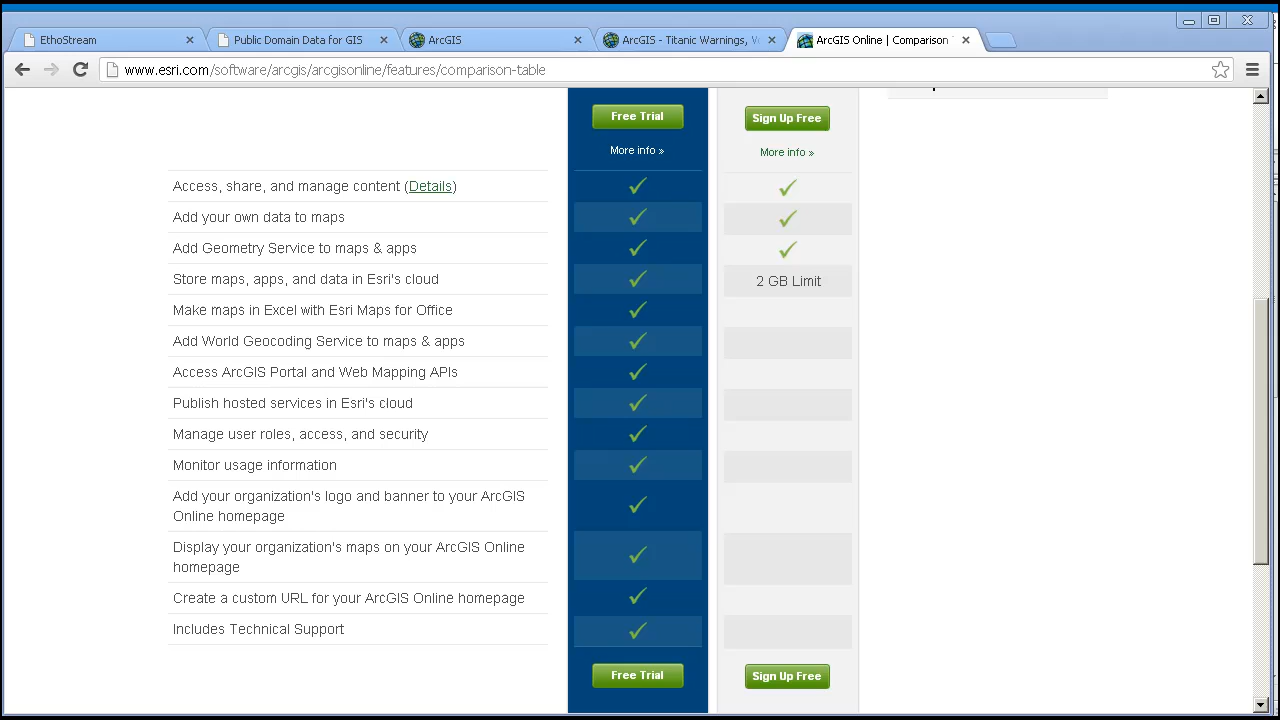 EthoStream
Public Domain Data for GIS
ArcGIS
ArcGIS - Titanic Warnings, V
ArcGIS Online | Comparison
www.esri.com/software/arcgis/arcgisonline/features/comparison-table
Free Trial
Sign Up Free
More info »
More info »
Access, share, and manage content (Details)
Add your own data to maps
Add Geometry Service to maps & apps
Store maps, apps, and data in Esri's cloud
2 GB Limit
Make maps in Excel with Esri Maps for Office
Add World Geocoding Service to maps & apps
Access ArcGIS Portal and Web Mapping APIs
Publish hosted services in Esri's cloud
Manage user roles, access, and security
Monitor usage information
Add your organization's logo and banner to your ArcGIS
Online homepage
Display your organization's maps on your ArcGIS Online
homepage
Create a custom URL for your ArcGIS Online homepage
Includes Technical Support
Free Trial
Sign Up Free